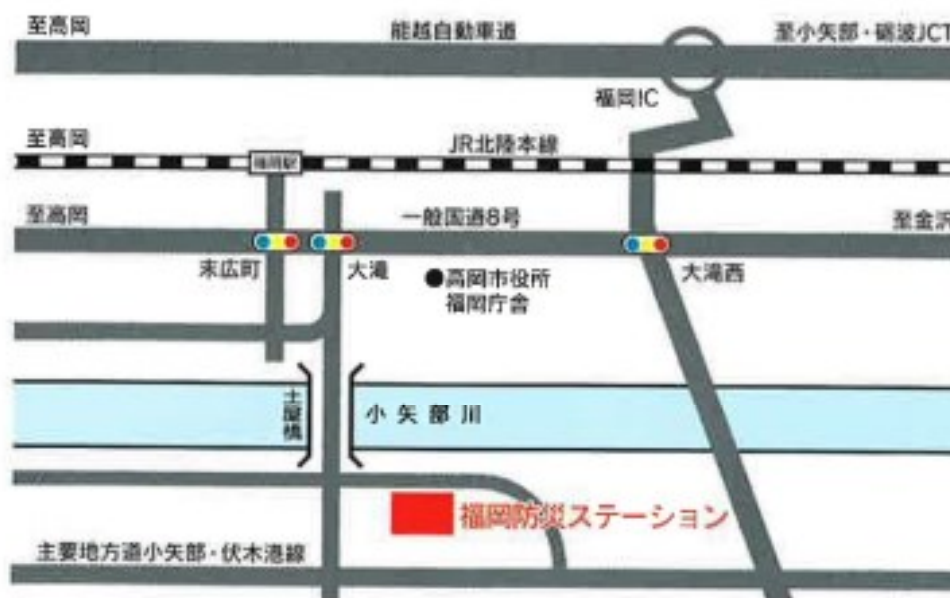 至高岡
能越自動車道
至小矢部・砺波JCT
福岡IC
至高岡
JR北陸本線
福岡駅
至高岡
一般国道8号
至金沢
末広町
大滝
大滝西
●高岡市役所
福岡庁舎
土屋橋
小矢部川
福岡防災ステーション
主要地方道小矢部・伏木港線